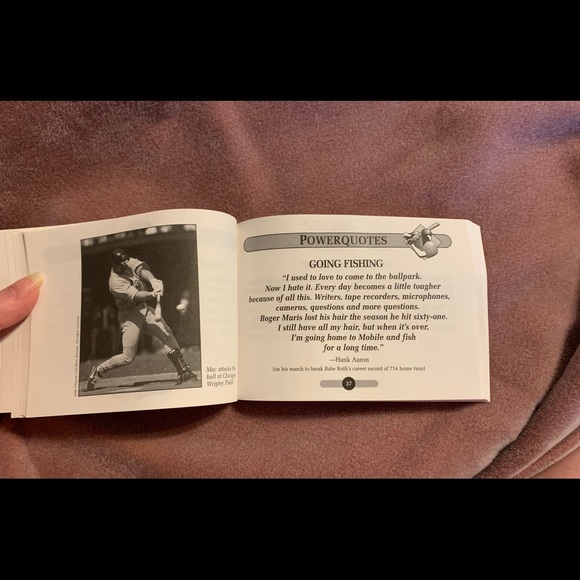 Mac attacks
ball at Chicago
Wrigley Field
POWERQUOTES
GOING FISHING
"I used to love to come to the ballpark.
Now I hate it. Every day becomes a little tougher
because of all this. Writers, tape recorders, microphones,
cameras, questions and more questions.
Roger Maris lost his hair the season he hit sixty-one.
I still have all my hair, but when it's over,
I'm going home to Mobile and fish
for a long time."
—Hank Aaron
(on his march to break Babe Ruth's career record of 714 home runs)
37